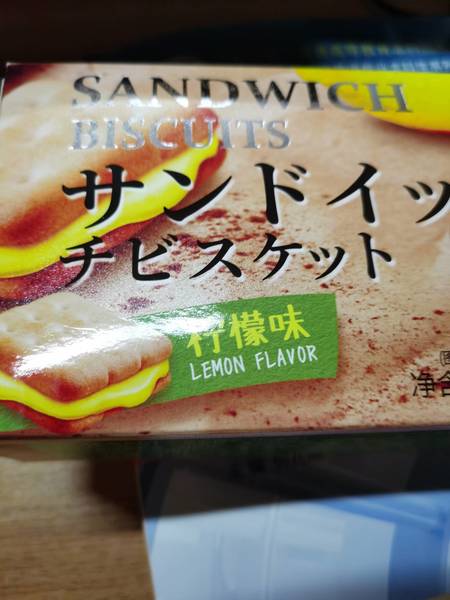 SANDWICH
BISCUITS
サンドイッ
チビスケット
柠檬味
LEMON FLAVOR
净含